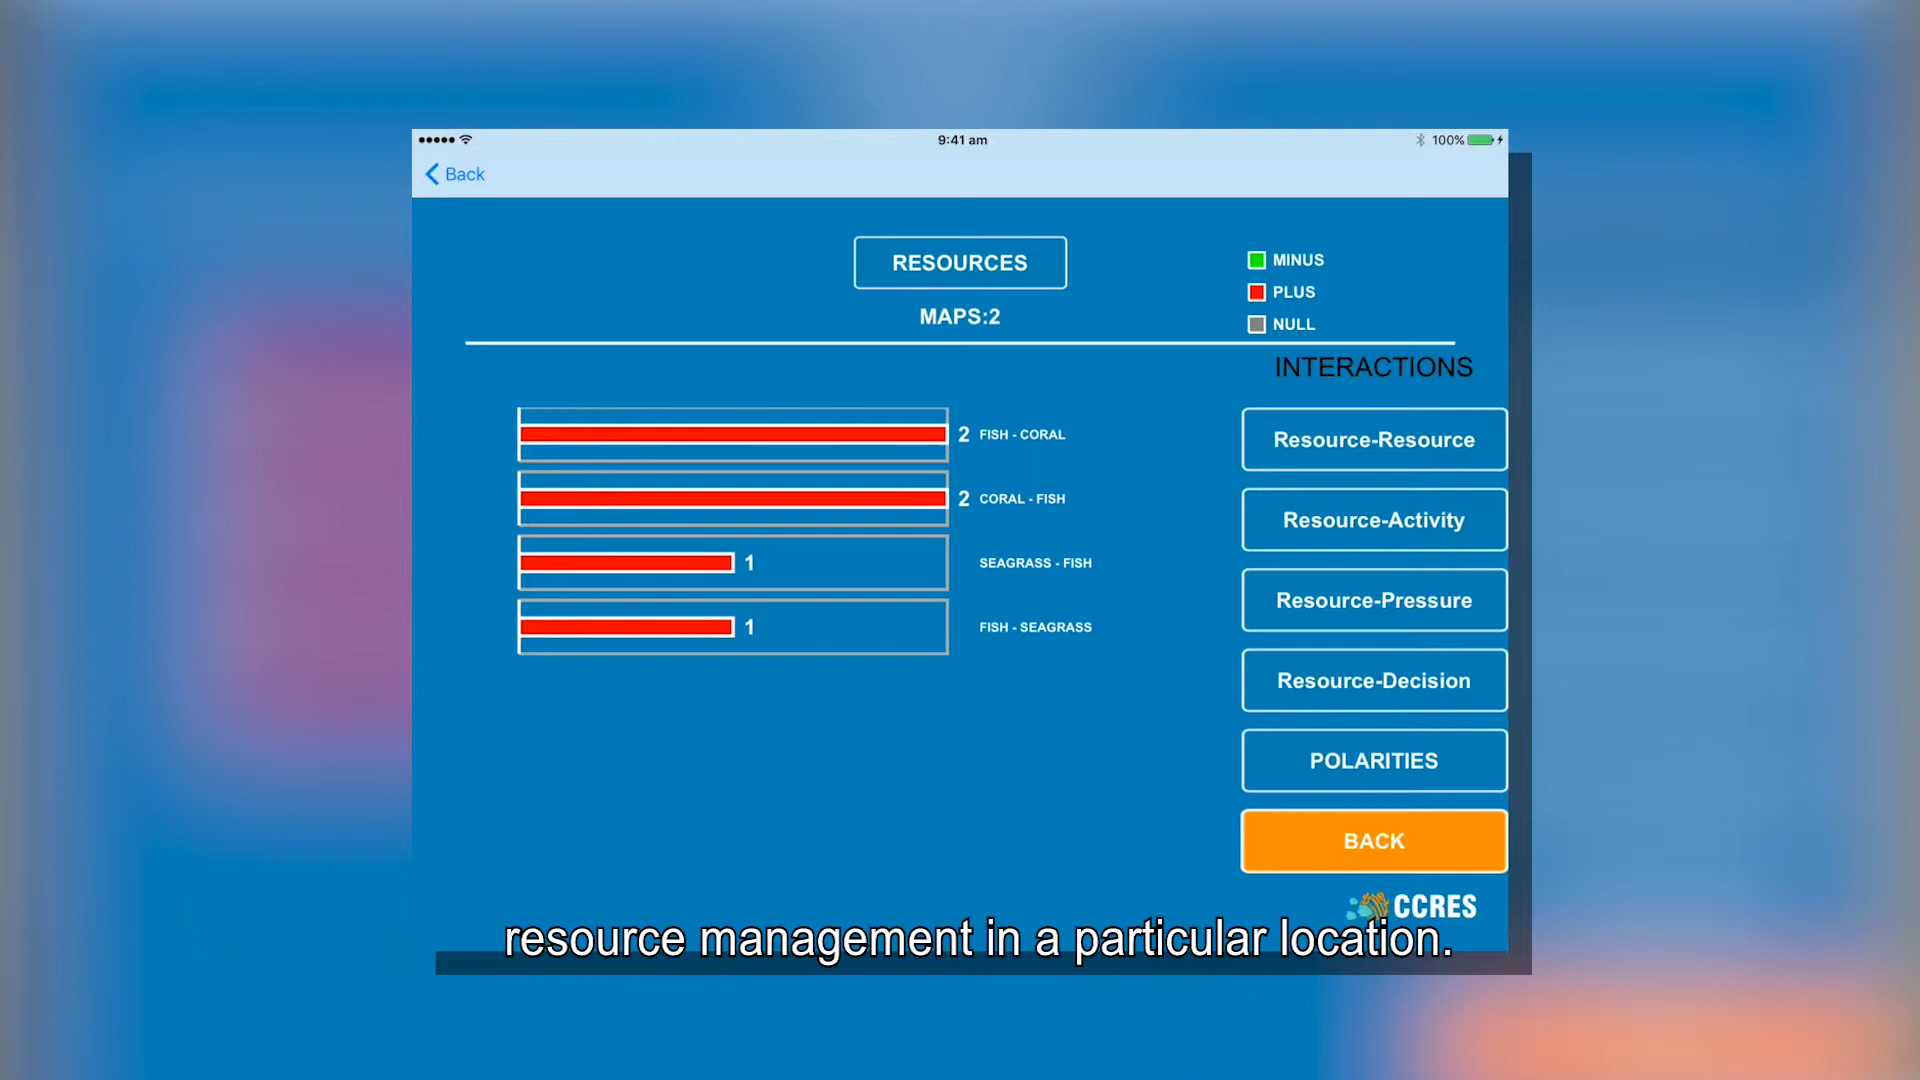 9:41 am
100%
Back
RESOURCES
MAPS:2
MINUS
PLUS
NULL
INTERACTIONS
2 FISH - CORAL
2 CORAL - FISH
1 SEAGRASS - FISH
1 FISH - SEAGRASS
Resource-Resource
Resource-Activity
Resource-Pressure
Resource-Decision
POLARITIES
BACK
CCRES
resource management in a particular location.